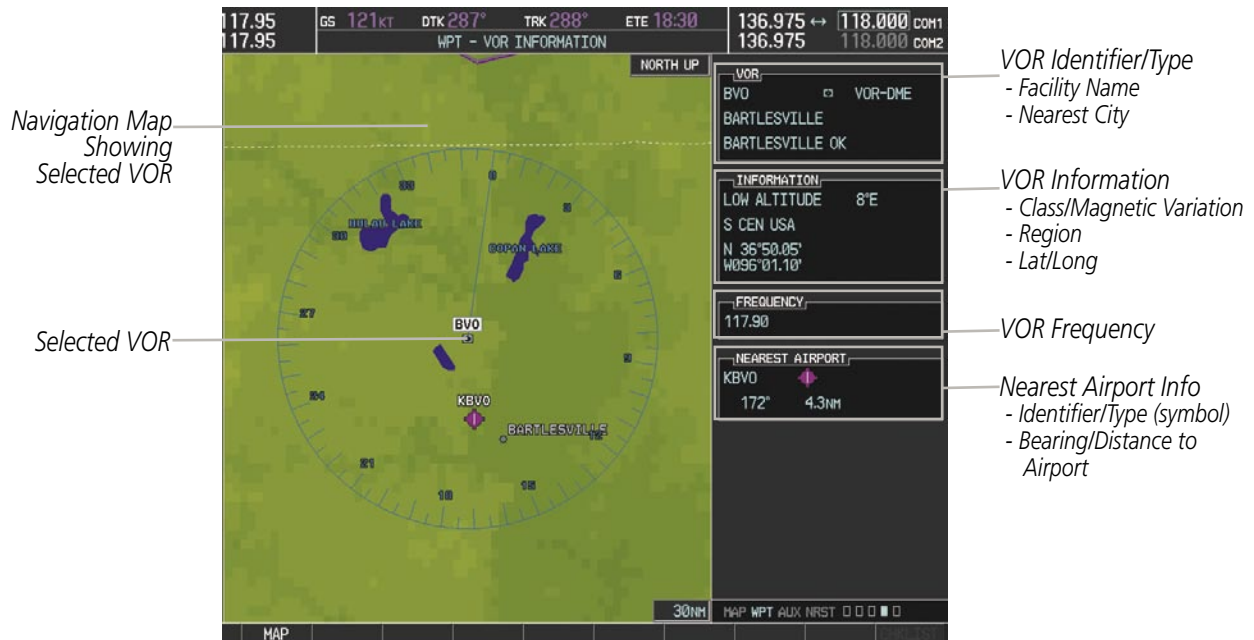 117.95
117.95
GS 121KT DTK 287° TRK 288° ETE 18:30
WPT - VOR INFORMATION
136.975 ↔ 118.000 COM1
136.975 118.000 COM2
NORTH UP
Navigation Map
Showing
Selected VOR
Selected VOR
33
0
3
30
6
27
9
24
12
21
15
18
HULAH LAKE
COPAN LAKE
BVO
KBVO
BARTLESVILLE
30NM
VOR
BVO VOR-DME
BARTLESVILLE
BARTLESVILLE OK
INFORMATION
LOW ALTITUDE 8°E
S CEN USA
N 36°50.05'
W096°01.10'
FREQUENCY
117.90
NEAREST AIRPORT
KBVO
172° 4.3NM
MAP WPT AUX NRST
MAP
VOR Identifier/Type
- Facility Name
- Nearest City
VOR Information
- Class/Magnetic Variation
- Region
- Lat/Long
VOR Frequency
Nearest Airport Info
- Identifier/Type (symbol)
- Bearing/Distance to
Airport